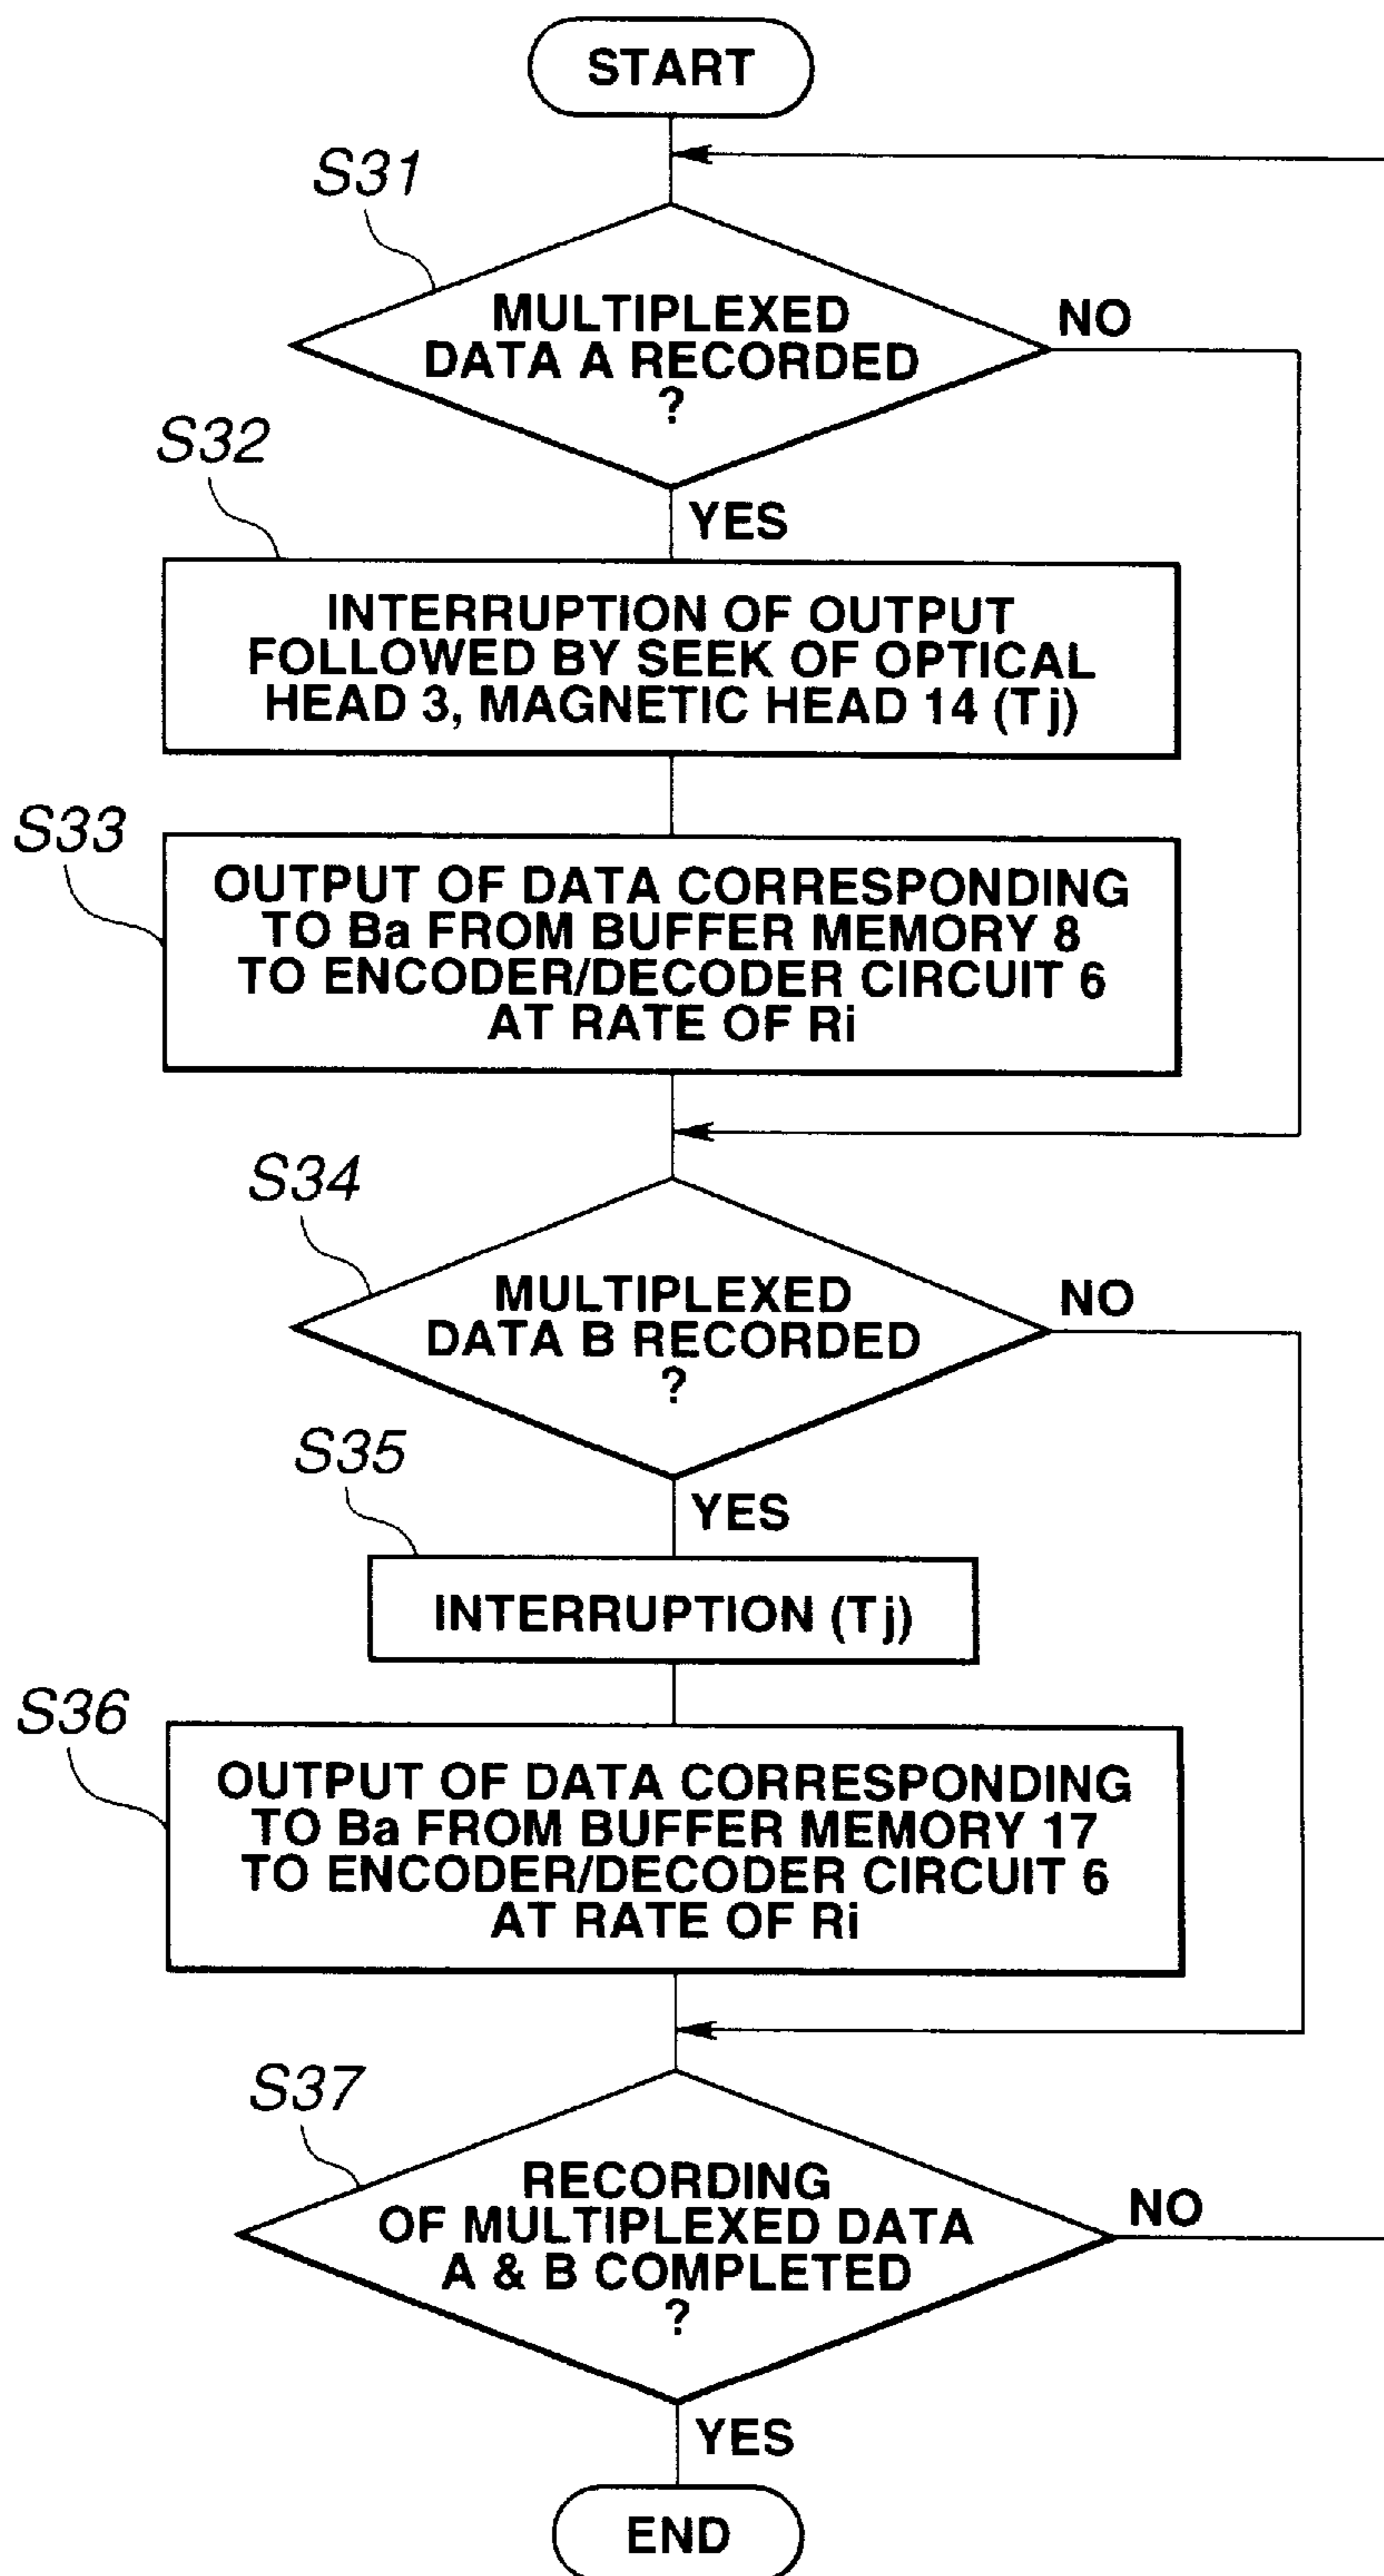 START
S31
MULTIPLEXED
DATA A RECORDED
?
NO
YES
S32
INTERRUPTION OF OUTPUT
FOLLOWED BY SEEK OF OPTICAL
HEAD 3, MAGNETIC HEAD 14 (Tj)
S33
OUTPUT OF DATA CORRESPONDING
TO Ba FROM BUFFER MEMORY 8
TO ENCODER/DECODER CIRCUIT 6
AT RATE OF Ri
S34
MULTIPLEXED
DATA B RECORDED
?
NO
YES
S35
INTERRUPTION (Tj)
S36
OUTPUT OF DATA CORRESPONDING
TO Ba FROM BUFFER MEMORY 17
TO ENCODER/DECODER CIRCUIT 6
AT RATE OF Ri
S37
RECORDING
OF MULTIPLEXED DATA
A & B COMPLETED
?
NO
YES
END